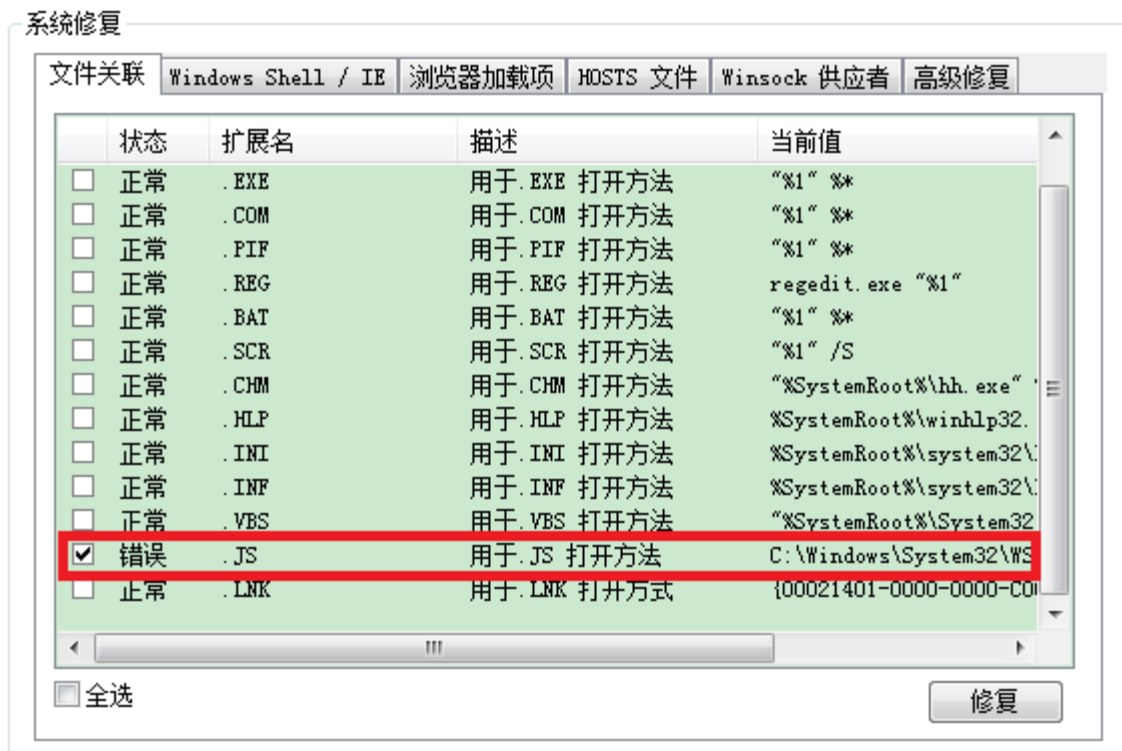 系统修复
文件关联 Windows Shell / IE 浏览器加载项 HOSTS 文件 Winsock 供应者 高级修复
状态 扩展名 描述 当前值
正常 .EXE 用于.EXE 打开方法 "%1" %*
正常 .COM 用于.COM 打开方法 "%1" %*
正常 .PIF 用于.PIF 打开方法 "%1" %*
正常 .REG 用于.REG 打开方法 regedit.exe "%1"
正常 .BAT 用于.BAT 打开方法 "%1" %*
正常 .SCR 用于.SCR 打开方法 "%1" /S
正常 .CHM 用于.CHM 打开方法 "%SystemRoot%\hh.exe"
正常 .HLP 用于.HLP 打开方法 %SystemRoot%\winhlp32.
正常 .INI 用于.INI 打开方法 %SystemRoot%\system32\
正常 .INF 用于.INF 打开方法 %SystemRoot%\system32\
正常 .VBS 用于.VBS 打开方法 "%SystemRoot%\System32
错误 .JS 用于.JS 打开方法 C:\Windows\System32\WS
正常 .LNK 用于.LNK 打开方式 {00021401-0000-0000-CO
全选 修复